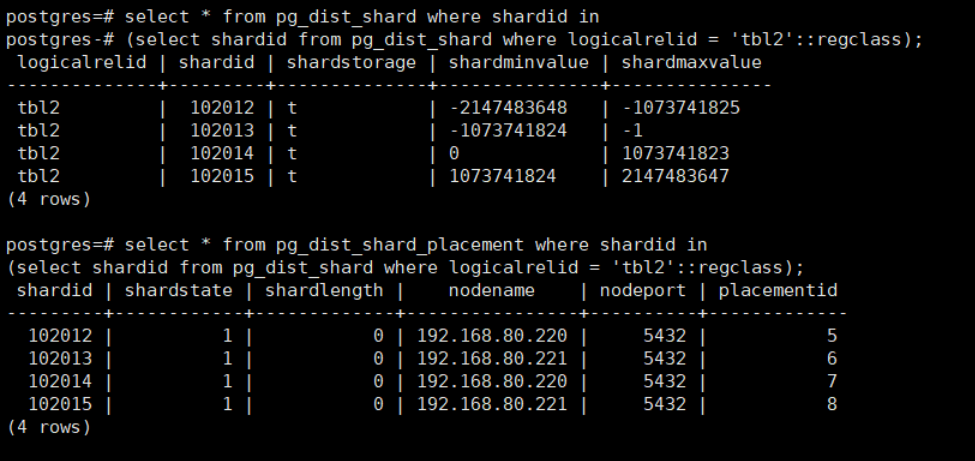 postgres=# select * from pg_dist_shard where shardid in
postgres-# (select shardid from pg_dist_shard where logicalrelid = 'tbl2'::regclass);
 logicalrelid | shardid | shardstorage | shardminvalue | shardmaxvalue
--------------+---------+--------------+---------------+---------------
 tbl2         |  102012 | t            | -2147483648   | -1073741825
 tbl2         |  102013 | t            | -1073741824   | -1
 tbl2         |  102014 | t            | 0             | 1073741823
 tbl2         |  102015 | t            | 1073741824    | 2147483647
(4 rows)

postgres=# select * from pg_dist_shard_placement where shardid in
(select shardid from pg_dist_shard where logicalrelid = 'tbl2'::regclass);
 shardid | shardstate | shardlength |    nodename    | nodeport | placementid
---------+------------+-------------+----------------+----------+-------------
  102012 |          1 |           0 | 192.168.80.220 |     5432 |           5
  102013 |          1 |           0 | 192.168.80.221 |     5432 |           6
  102014 |          1 |           0 | 192.168.80.220 |     5432 |           7
  102015 |          1 |           0 | 192.168.80.221 |     5432 |           8
(4 rows)